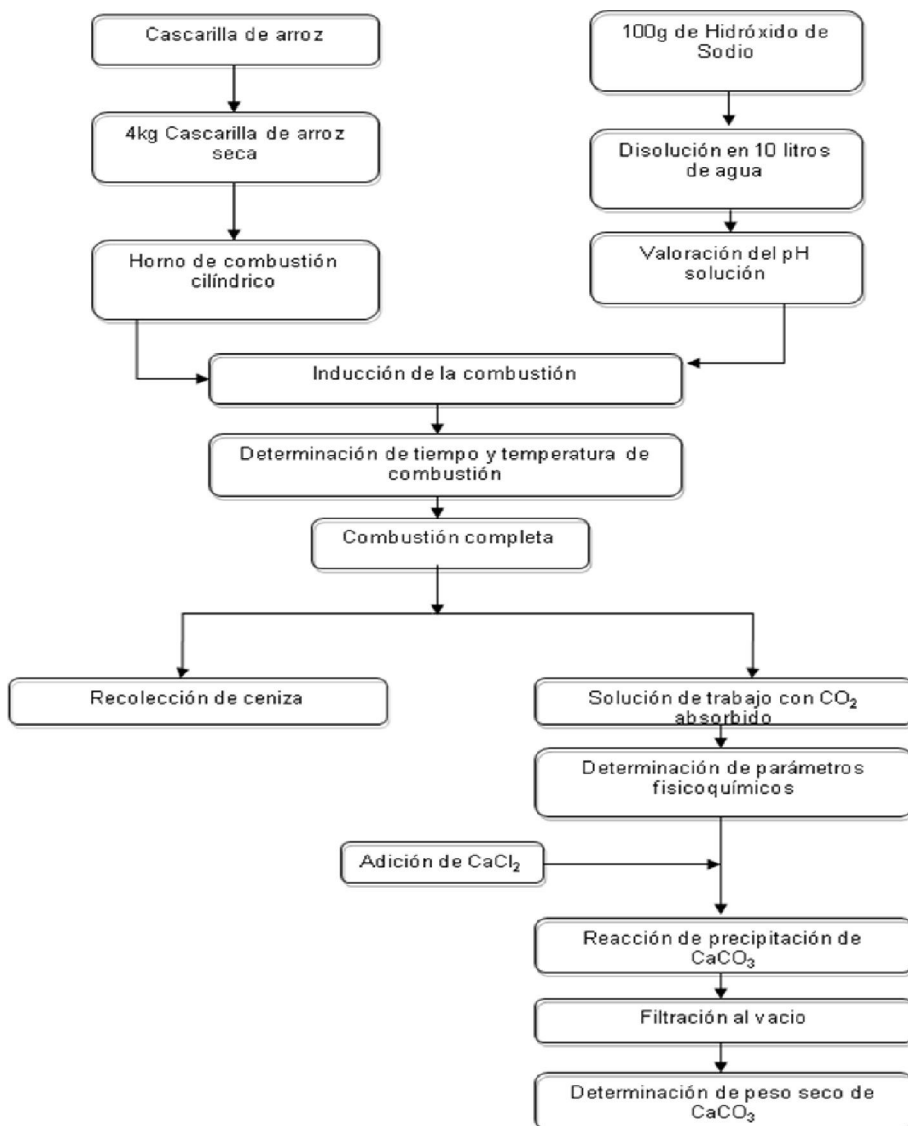 Cascarilla de arroz
100g de Hidróxido de
Sodio
4kg Cascarilla de arroz
seca
Disolución en 10 litros
de agua
Horno de combustión
cilíndrico
Valoración del pH
solución
Inducción de la combustión
Determinación de tiempo y temperatura de
combustión
Combustión completa
Recolección de ceniza
Solución de trabajo con CO₂
absorbido
Determinación de parámetros
fisicoquímicos
Adición de CaCl₂
Reacción de precipitación de
CaCO₃
Filtración al vacio
Determinación de peso seco de
CaCO₃